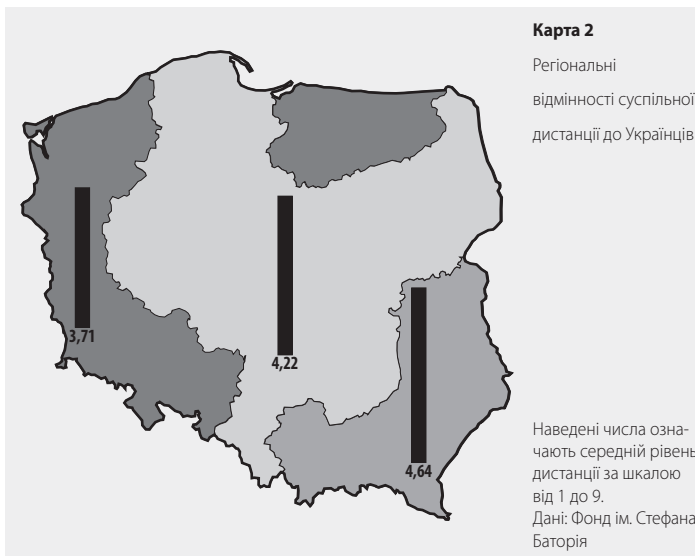 Карта 2
Регіональні
відмінності суспільної
дистанції до Українців
3,71
4,22
4,64
Наведені числа озна-
чають середній рівень
дистанції за шкалою
від 1 до 9.
Дані: Фонд ім. Стефана
Баторія